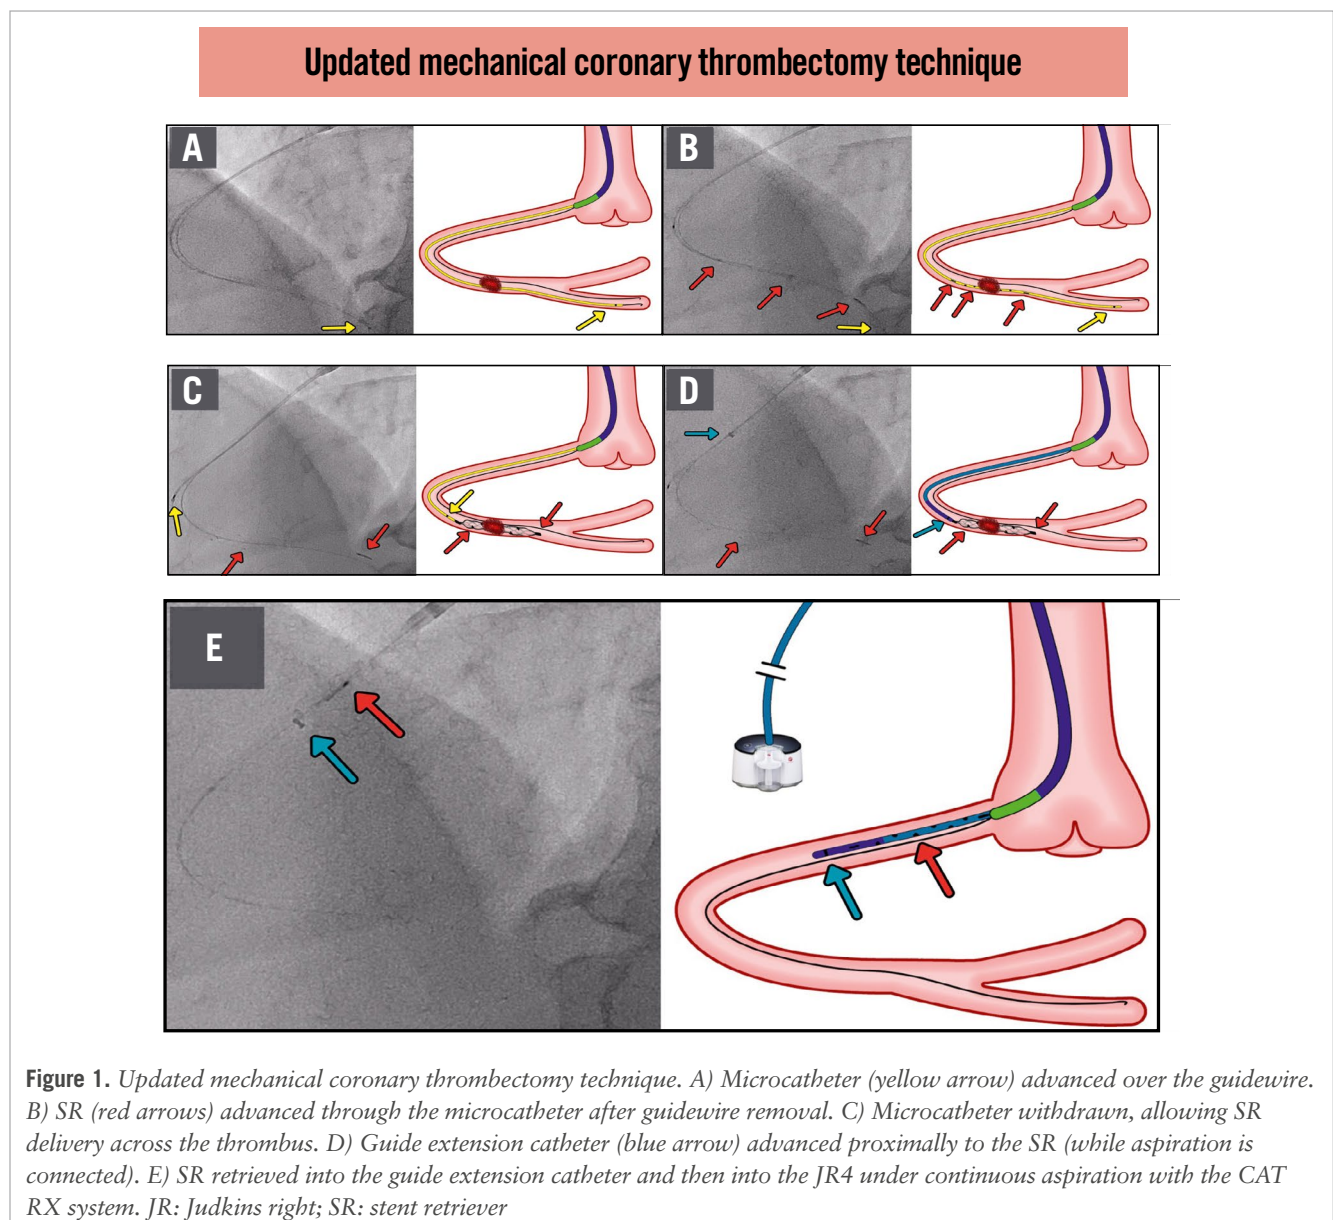 Updated mechanical coronary thrombectomy technique
A
B
C
D
E
Figure 1. Updated mechanical coronary thrombectomy technique. A) Microcatheter (yellow arrow) advanced over the guidewire.
B) SR (red arrows) advanced through the microcatheter after guidewire removal. C) Microcatheter withdrawn, allowing SR
delivery across the thrombus. D) Guide extension catheter (blue arrow) advanced proximally to the SR (while aspiration is
connected). E) SR retrieved into the guide extension catheter and then into the JR4 under continuous aspiration with the CAT
RX system. JR: Judkins right; SR: stent retriever